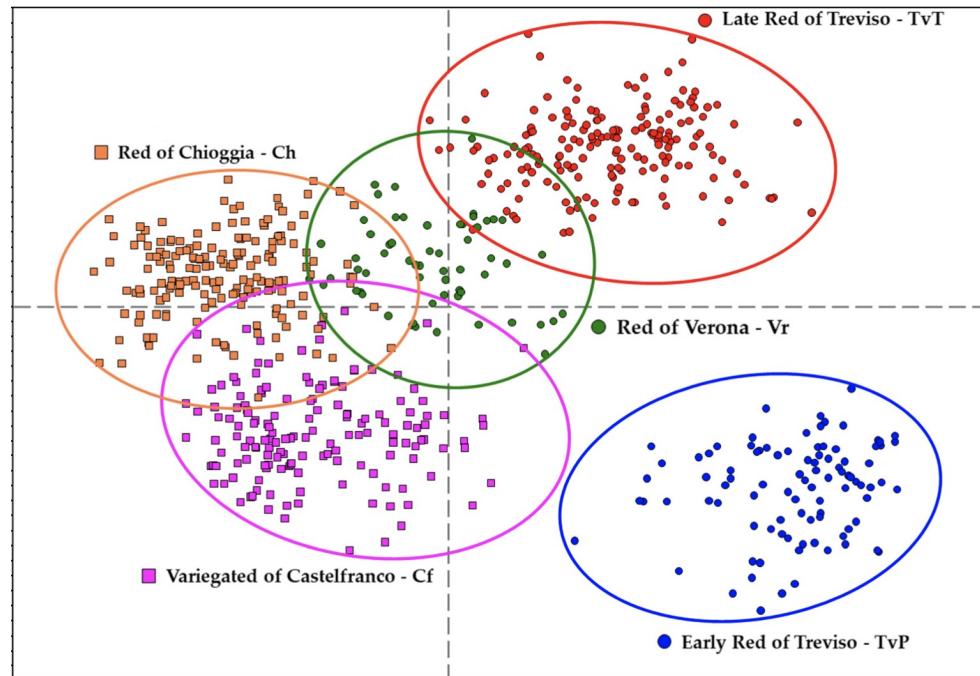 Late Red of Treviso - TvT
Red of Chioggia - Ch
Red of Verona - Vr
Variegated of Castelfranco - Cf
Early Red of Treviso - TvP